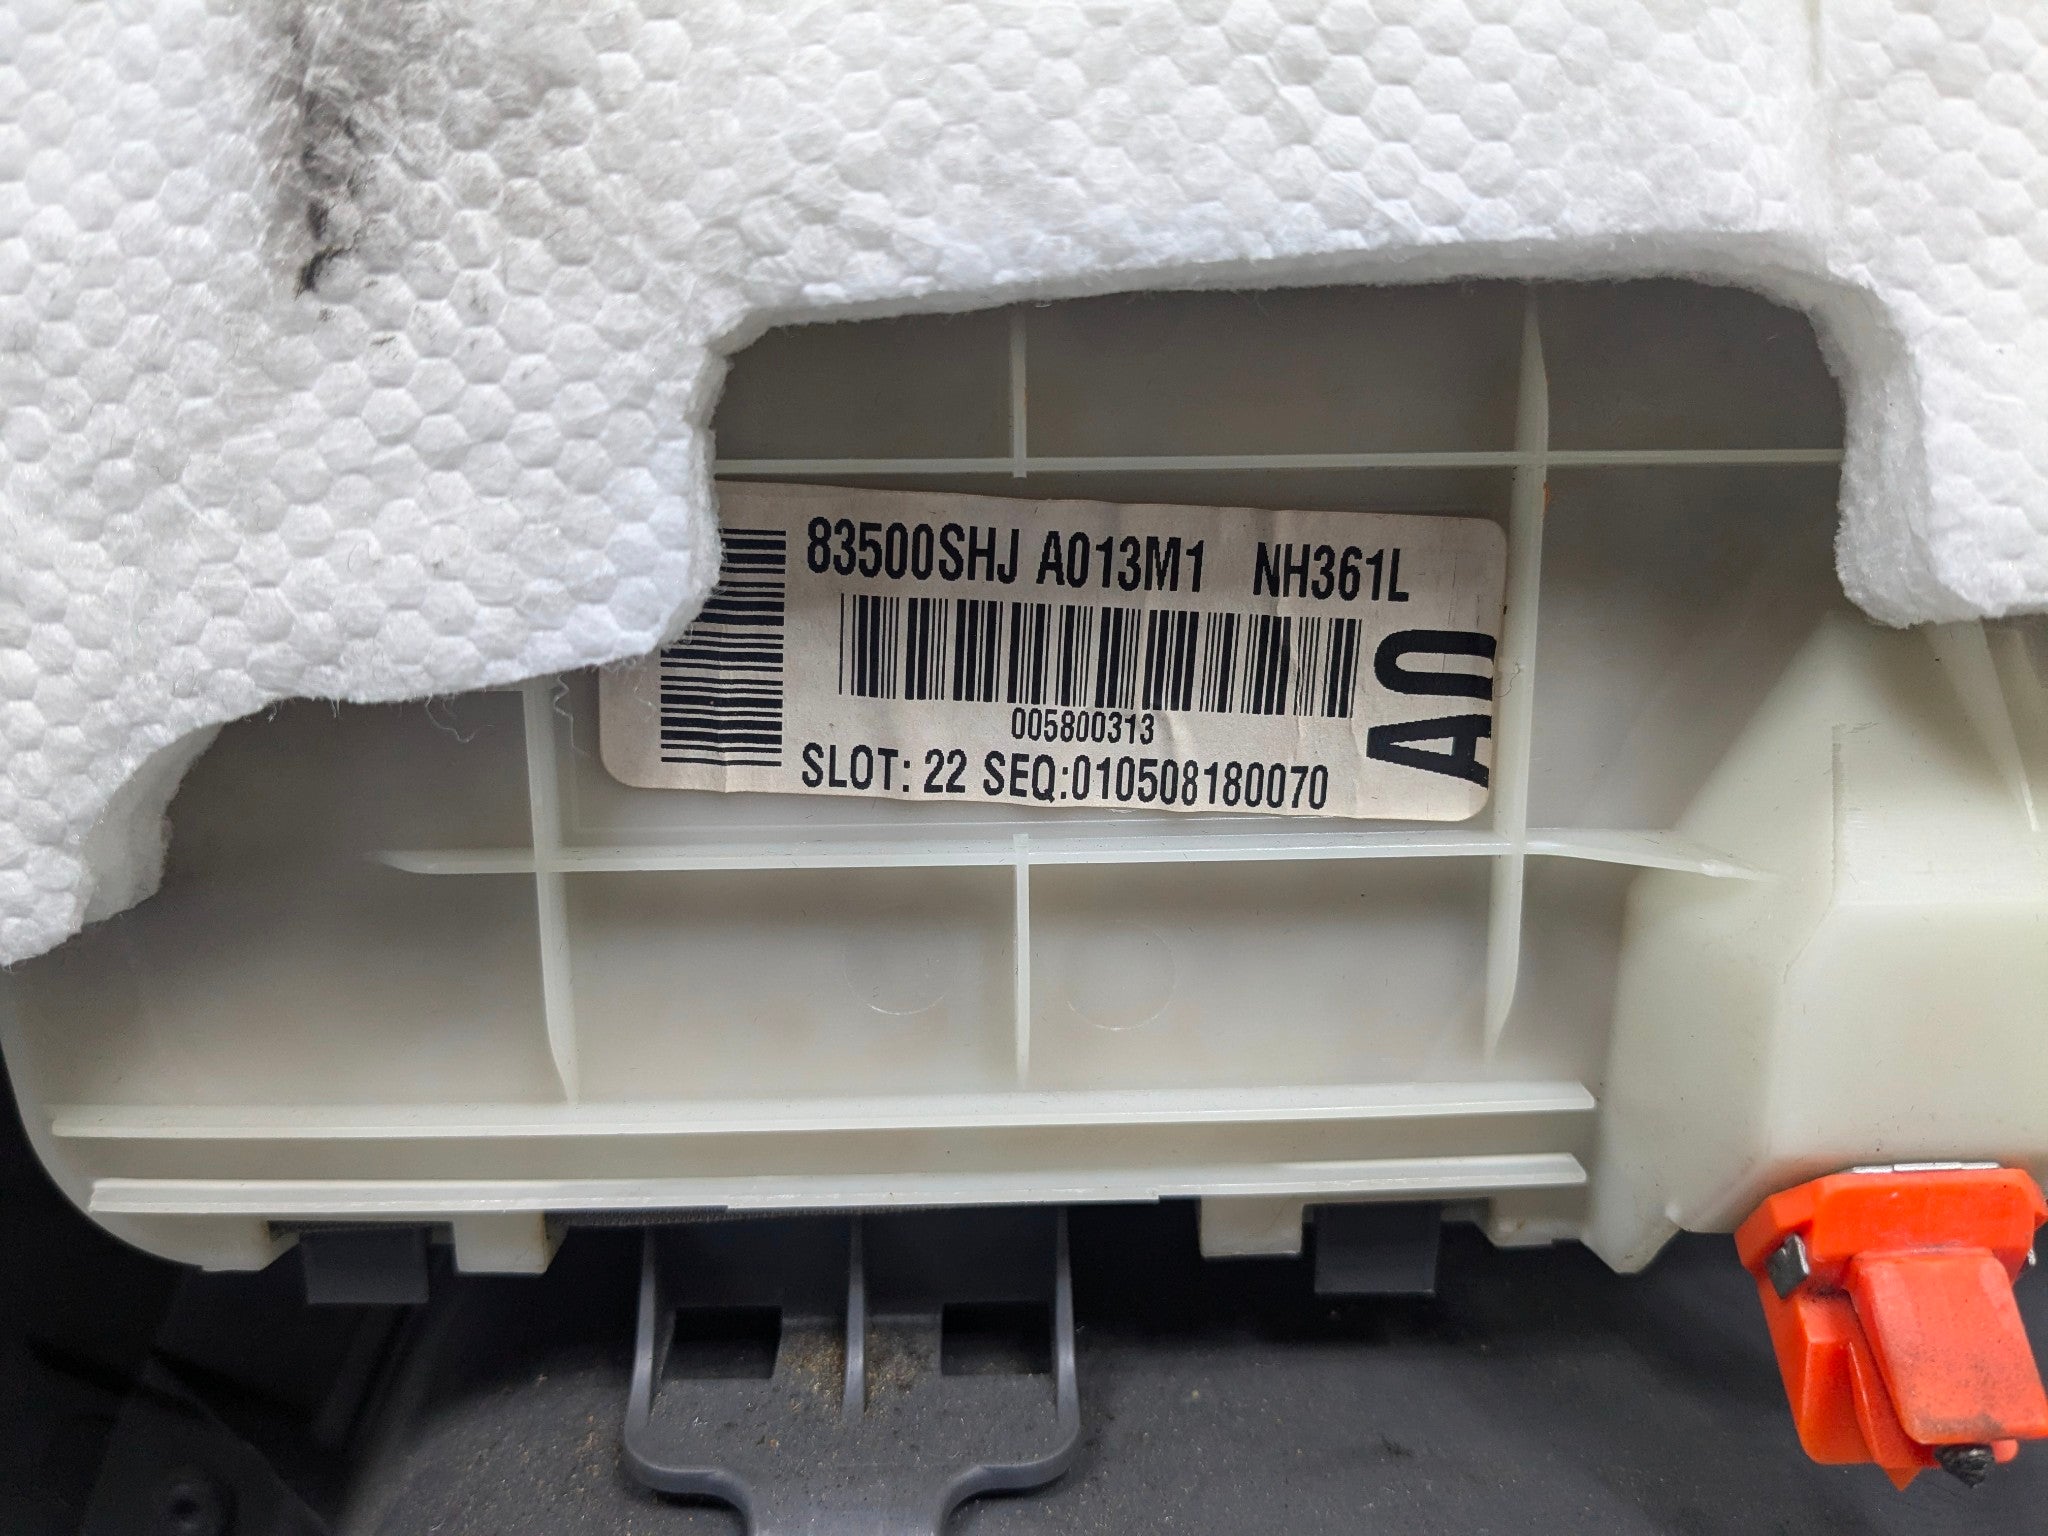 83500SHJ A013M1 NH361L
005800313
SLOT: 22 SEQ:010508180070
A0